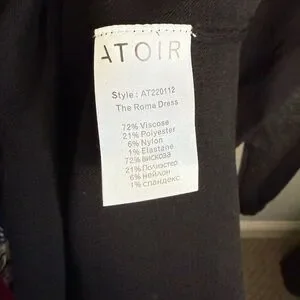 ATOIR
Style : AT220112
The Roma Dress
72% Viscose
21% Polyester
6% Nylon
1% Elastane
72% вискоза
21% Полиэстер
6% нейлон
1% спандекс